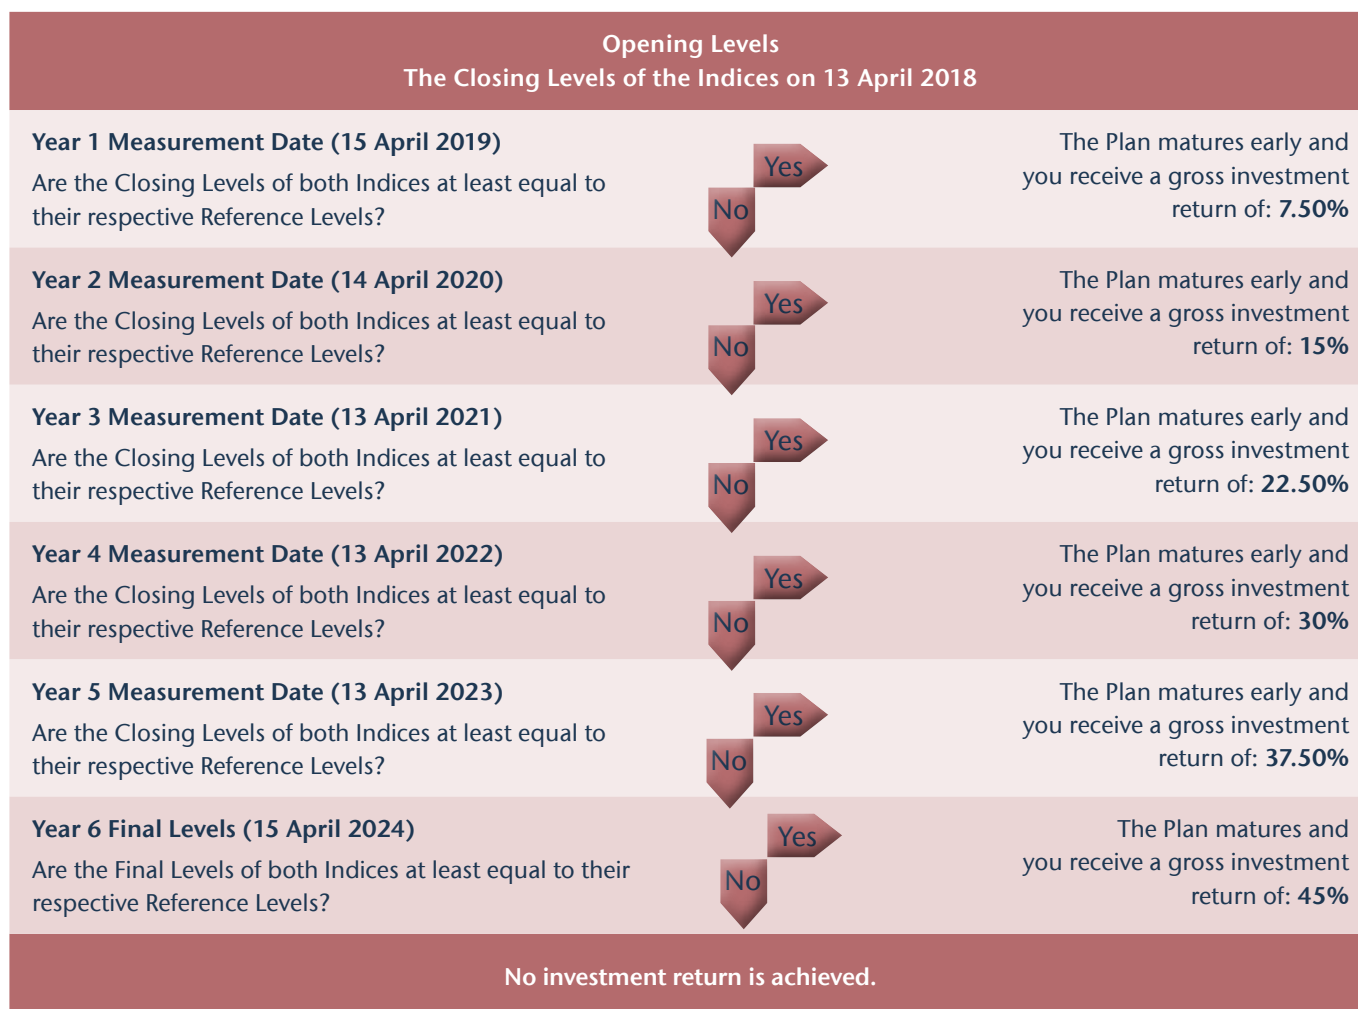 Opening Levels
The Closing Levels of the Indices on 13 April 2018
Year 1 Measurement Date (15 April 2019)
Are the Closing Levels of both Indices at least equal to
their respective Reference Levels?
Yes
No
The Plan matures early and
you receive a gross investment
return of: 7.50%
Year 2 Measurement Date (14 April 2020)
Are the Closing Levels of both Indices at least equal to
their respective Reference Levels?
Yes
No
The Plan matures early and
you receive a gross investment
return of: 15%
Year 3 Measurement Date (13 April 2021)
Are the Closing Levels of both Indices at least equal to
their respective Reference Levels?
Yes
No
The Plan matures early and
you receive a gross investment
return of: 22.50%
Year 4 Measurement Date (13 April 2022)
Are the Closing Levels of both Indices at least equal to
their respective Reference Levels?
Yes
No
The Plan matures early and
you receive a gross investment
return of: 30%
Year 5 Measurement Date (13 April 2023)
Are the Closing Levels of both Indices at least equal to
their respective Reference Levels?
Yes
No
The Plan matures early and
you receive a gross investment
return of: 37.50%
Year 6 Final Levels (15 April 2024)
Are the Final Levels of both Indices at least equal to their
respective Reference Levels?
Yes
No
The Plan matures and
you receive a gross investment
return of: 45%
No investment return is achieved.